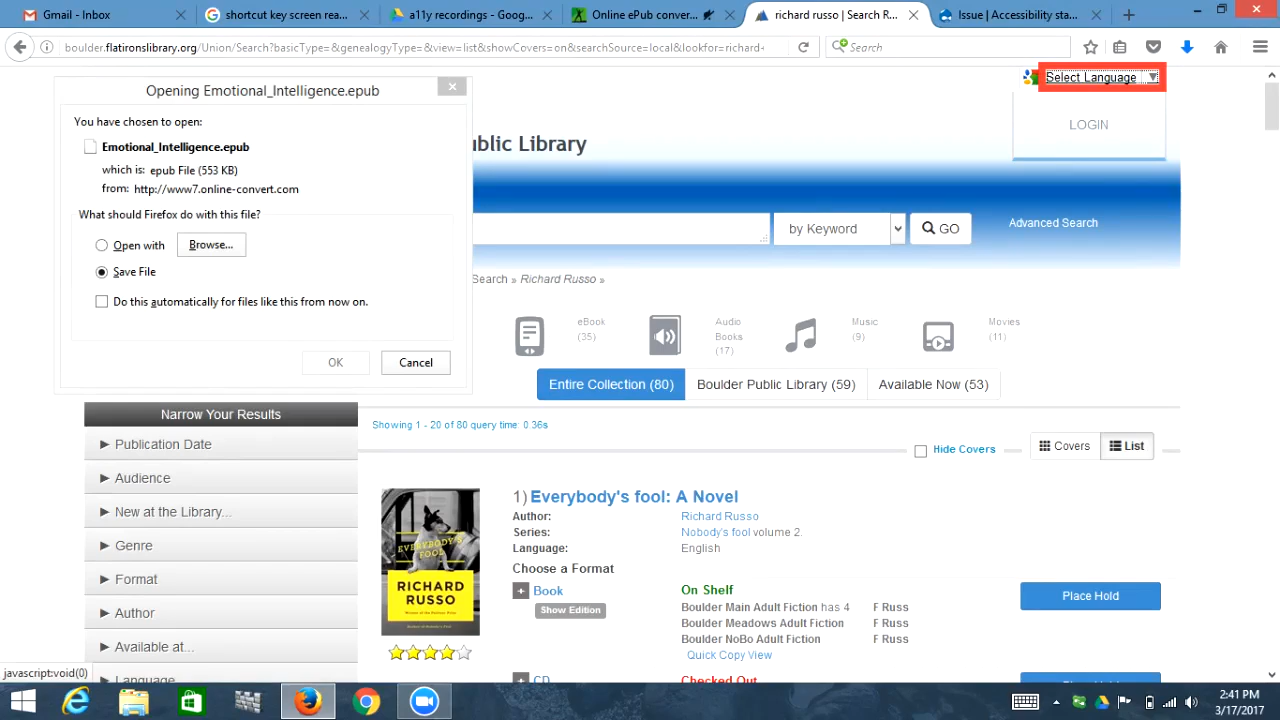 Inbox
shortcut key screen rea...
a11y recordings - Goog...
Online ePub conver...
richard russo | Search R...
Issue | Accessibility sta...
boulder.flatironslibrary.org/Union/Search?basicType=&genealogyType=&view=list&showCovers=on&searchSource=local&lookfor=richard-
Search
Select Language
LOGIN
Opening Emotional_Intelligence.epub
You have chosen to open:
Emotional_Intelligence.epub
which is: epub File (553 KB)
from: http://www7.online-convert.com
What should Firefox do with this file?
Open with
Browse...
Save File
Do this automatically for files like this from now on.
OK
Cancel
ublic Library
by Keyword
GO
Advanced Search
Search » Richard Russo »
eBook
(35)
Audio
Books
(17)
Music
(9)
Movies
(11)
Entire Collection (80)
Boulder Public Library (59)
Available Now (53)
Narrow Your Results
Publication Date
Audience
New at the Library...
Genre
Format
Author
Available at...
Language
Showing 1 - 20 of 80 query time: 0.36s
Hide Covers
Covers
List
EVERYBODY'S
FOOL
RICHARD
RUSSO
1) Everybody's fool: A Novel
Author: Richard Russo
Series: Nobody's fool volume 2.
Language: English
Choose a Format
Book
Show Edition
On Shelf
Boulder Main Adult Fiction has 4 F Russ
Boulder Meadows Adult Fiction F Russ
Boulder NoBo Adult Fiction F Russ
Quick Copy View
Place Hold
CD
Checked Out
Place Hold
javascript:void(0)
2:41 PM
3/17/2017